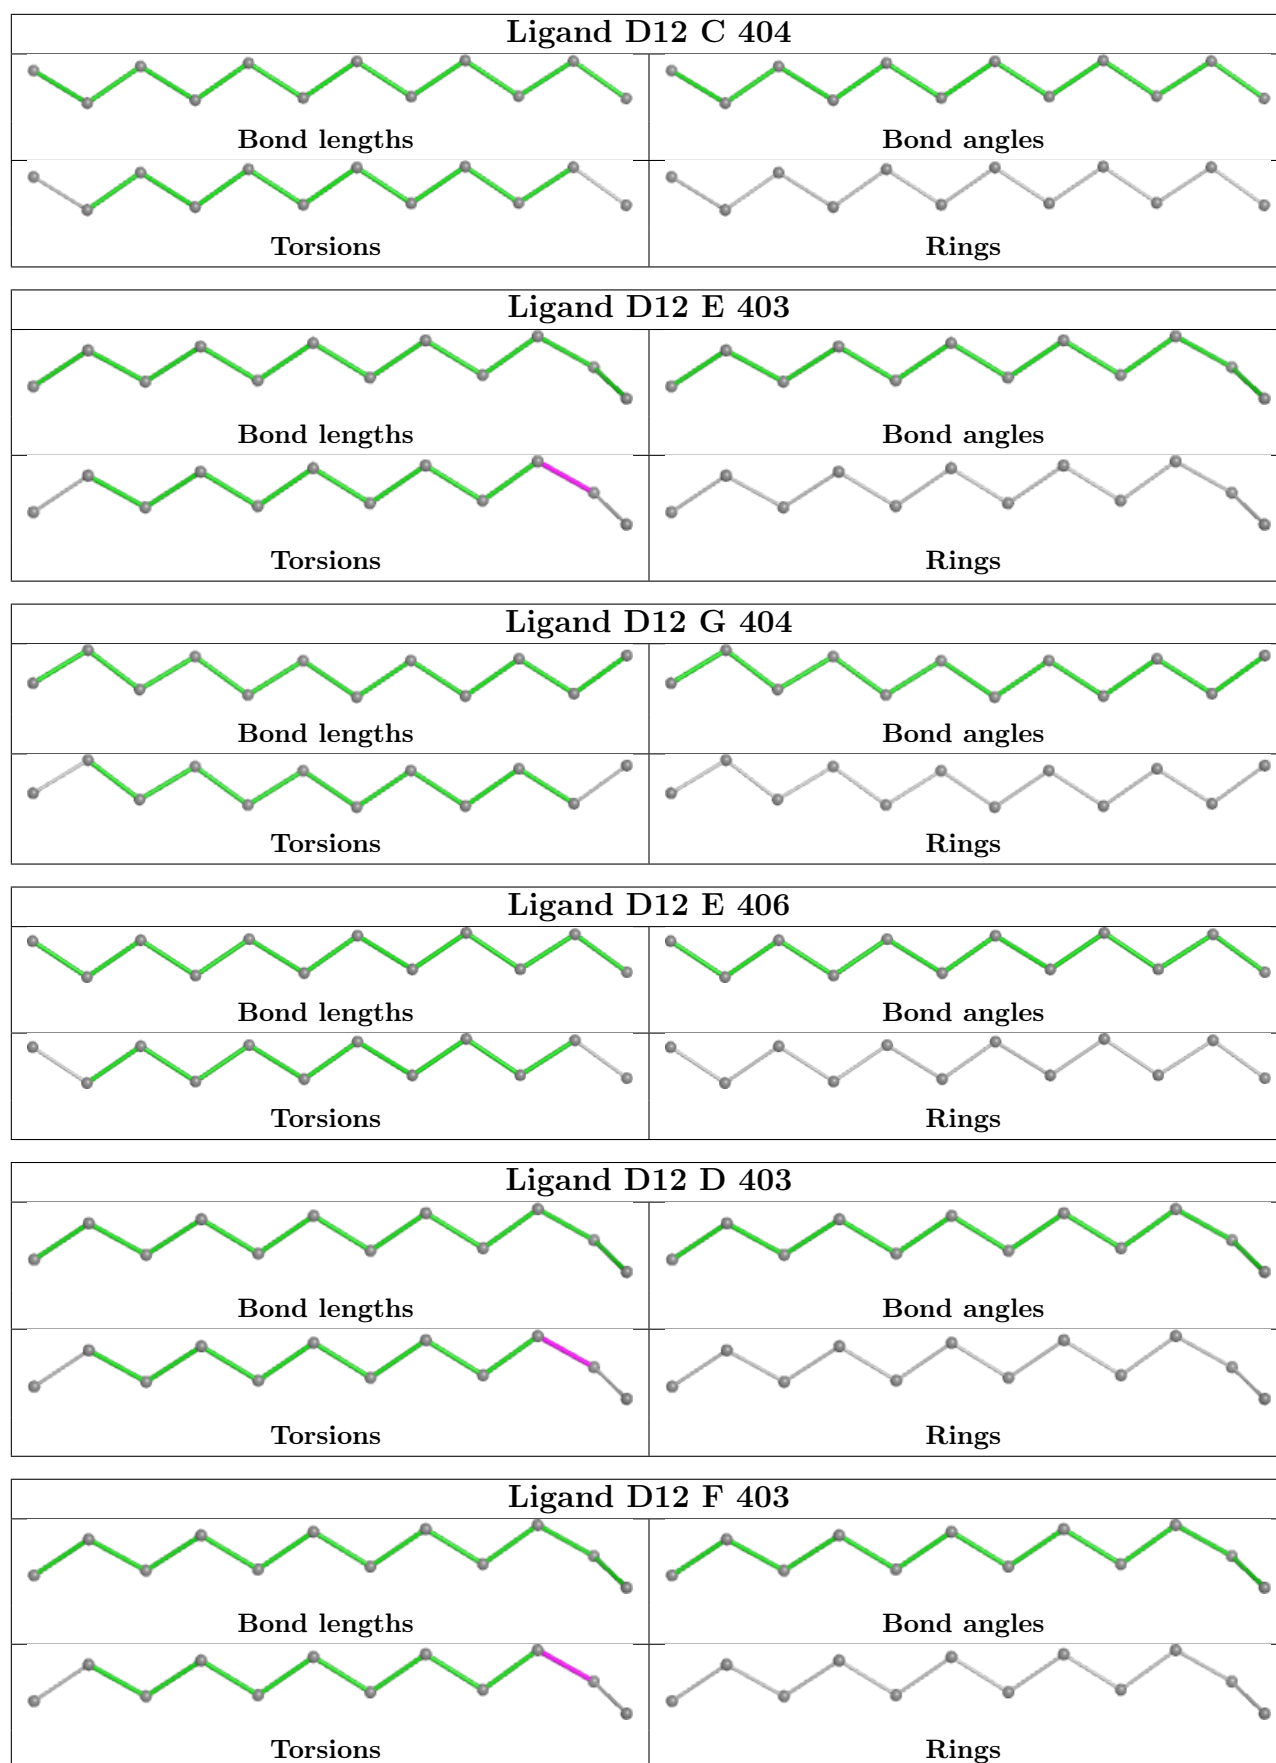 Ligand D12 C 404
Bond lengths Bond angles
Torsions Rings
Ligand D12 E 403
Bond lengths Bond angles
Torsions Rings
Ligand D12 G 404
Bond lengths Bond angles
Torsions Rings
Ligand D12 E 406
Bond lengths Bond angles
Torsions Rings
Ligand D12 D 403
Bond lengths Bond angles
Torsions Rings
Ligand D12 F 403
Bond lengths Bond angles
Torsions Rings